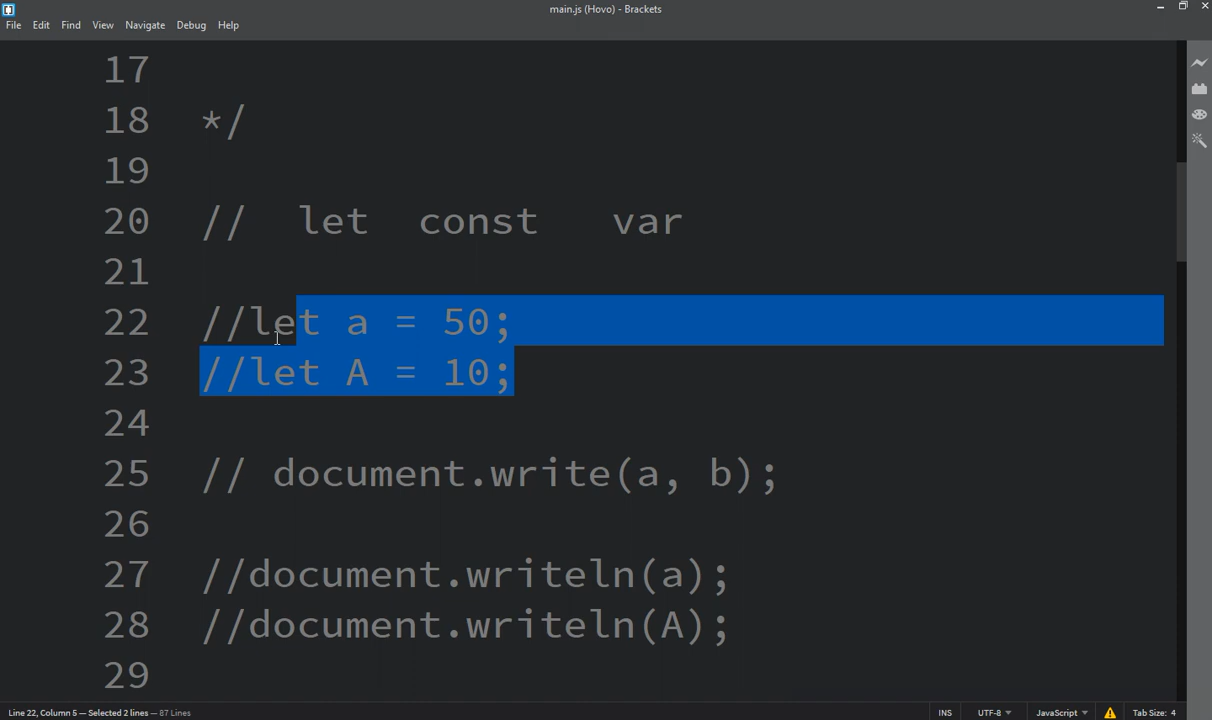 main.js (Hovo) - Brackets
File Edit Find View Navigate Debug Help
17
18 */
19
20 //  let  const   var
21
22 //let a = 50;
23 //let A = 10;
24
25 // document.write(a, b);
26
27 //document.writeln(a);
28 //document.writeln(A);
29
Line 22, Column 5 — Selected 2 lines — 87 Lines INS UTF-8 JavaScript Tab Size: 4